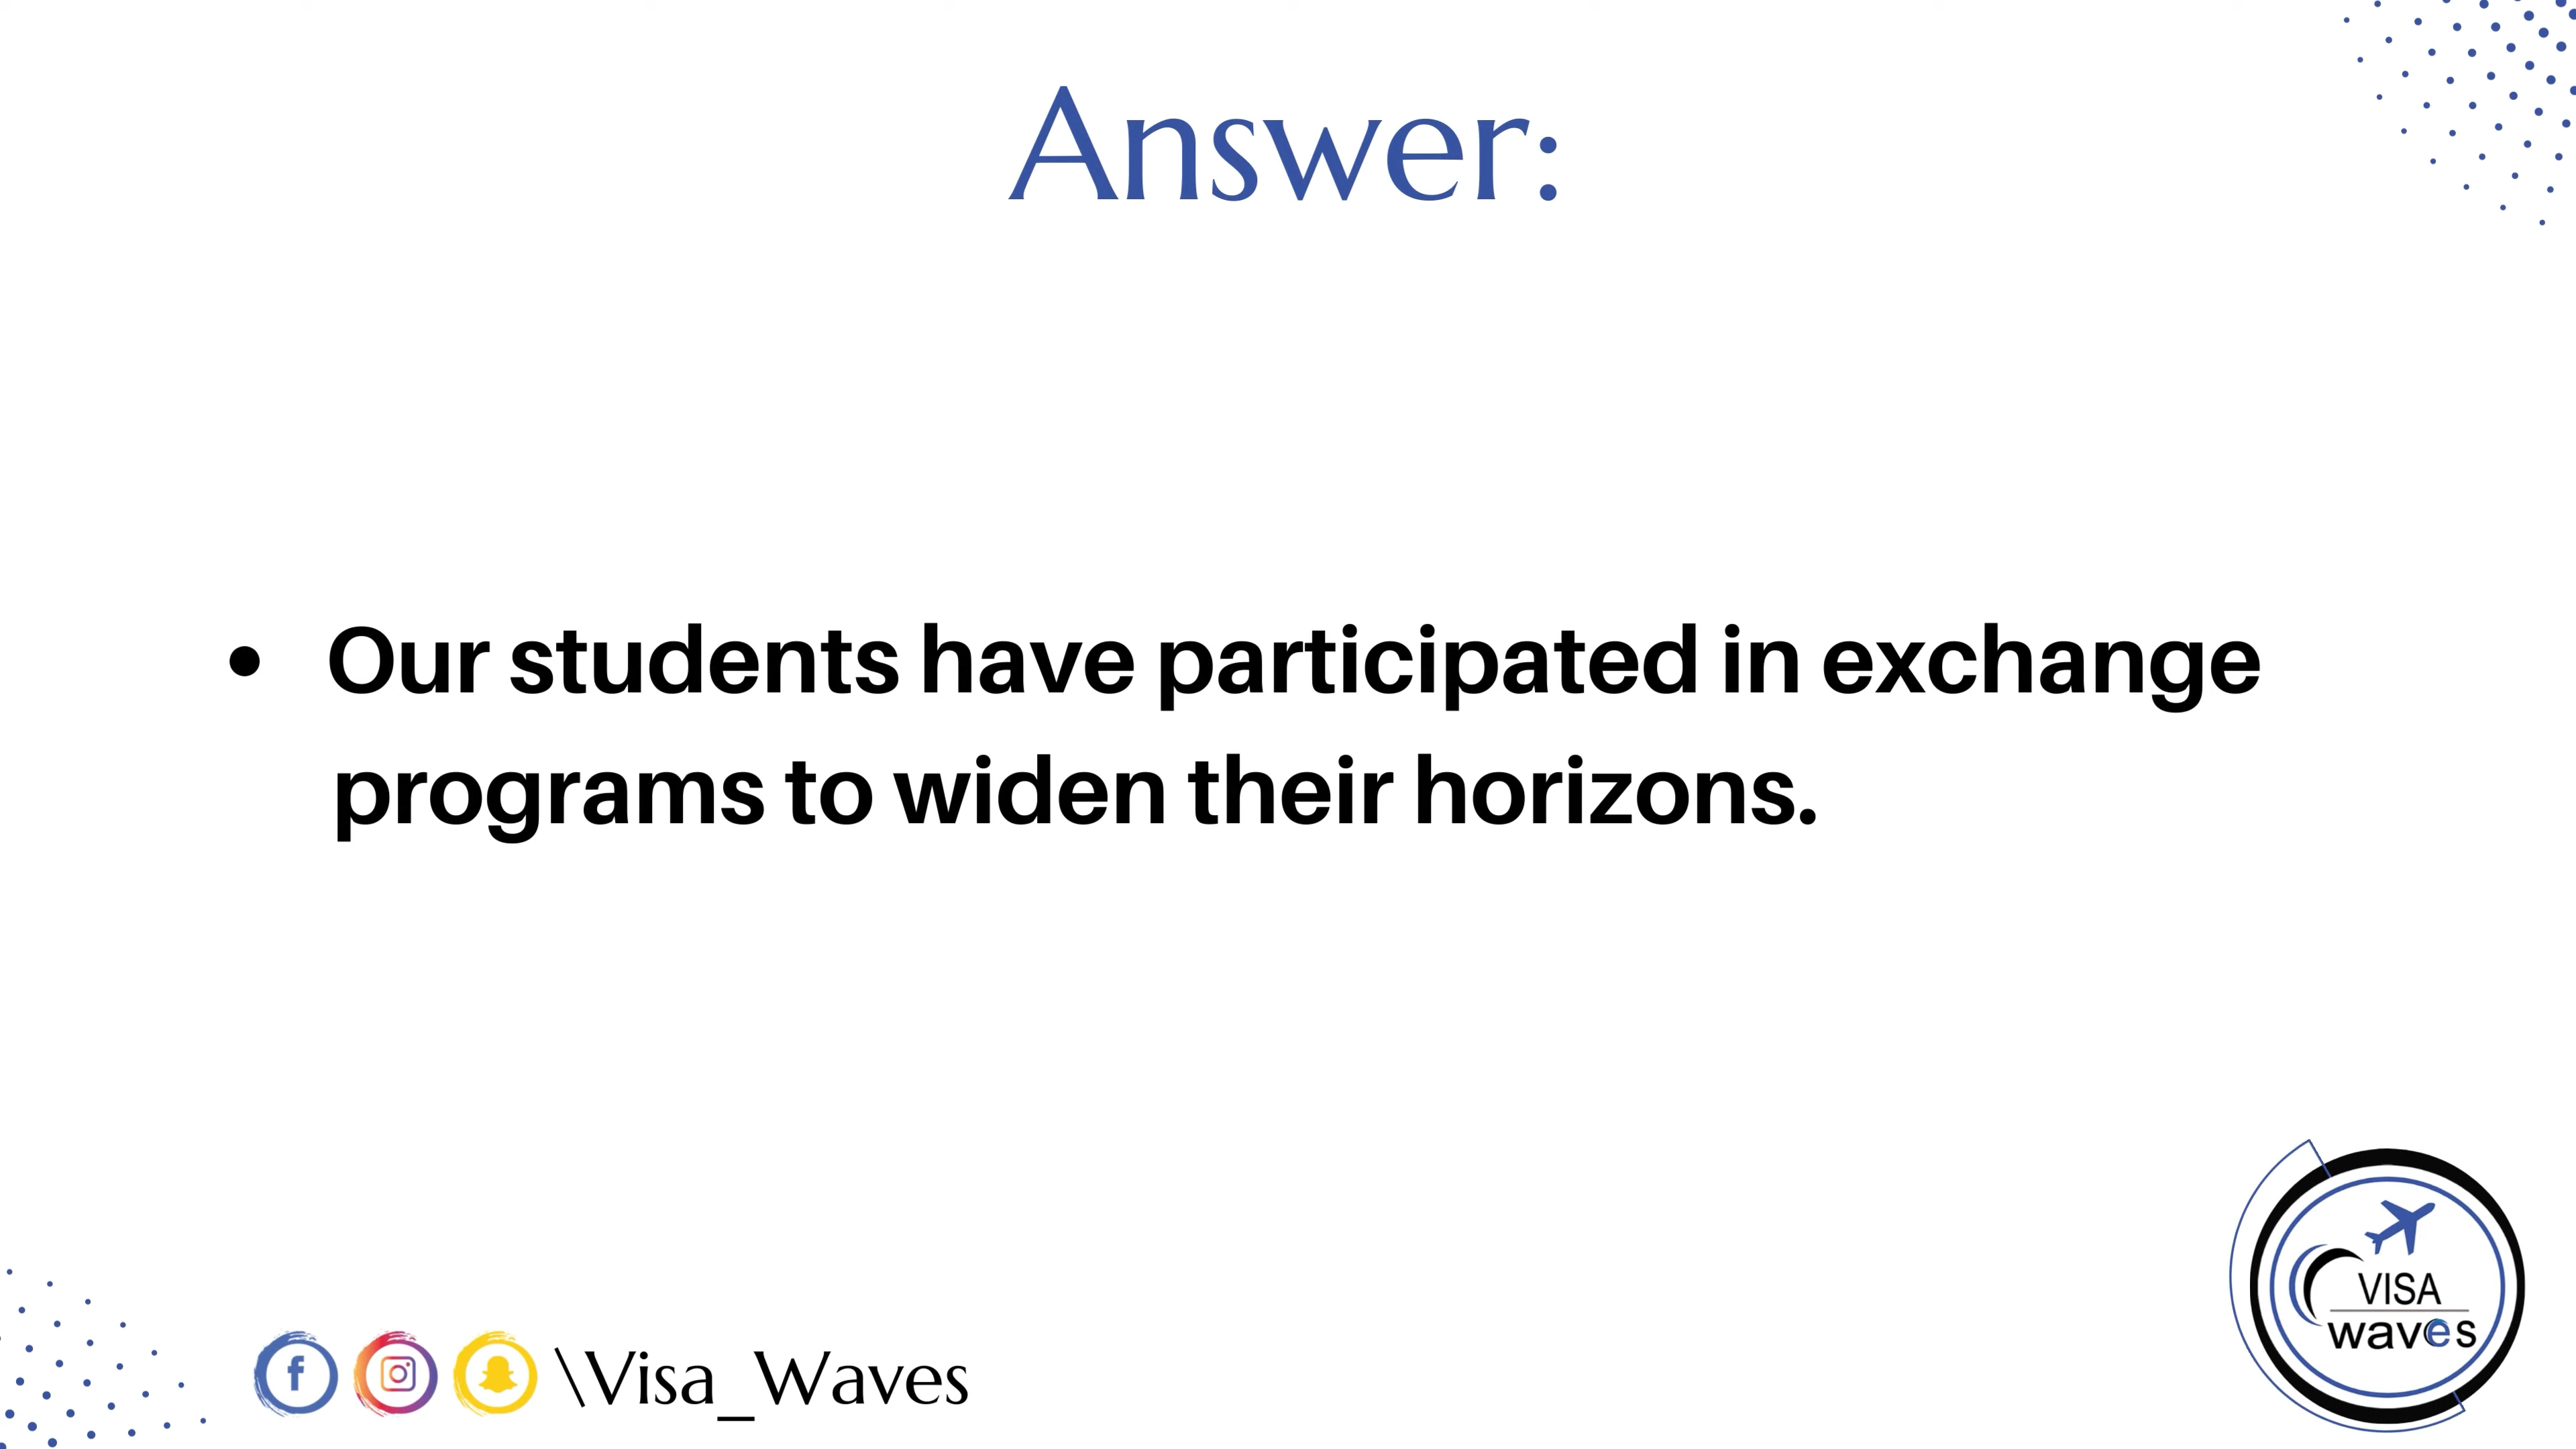 Answer:
• Our students have participated in exchange
programs to widen their horizons.
\Visa_Waves
VISA
waves